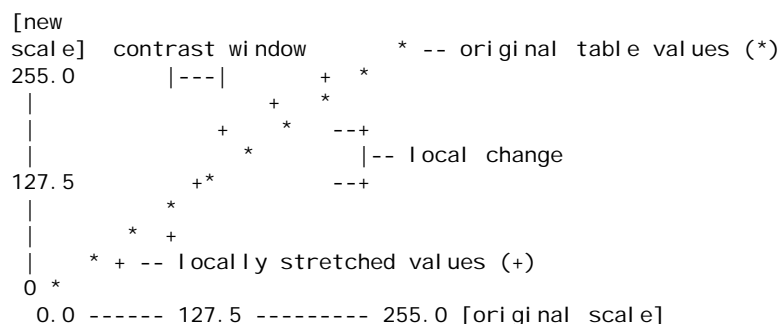 [new
scale]  contrast window         * -- original table values (*)
255.0        |---|         +  *
 |                    +   *
 |               +     *   --+
 |                 *         |-- local change
127.5          +*          --+
 |           *
 |        *  +
 |     * + -- locally stretched values (+)
 0 *
  0.0 ------ 127.5 --------- 255.0 [original scale]